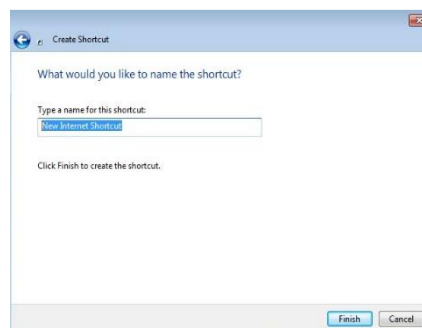 Create Shortcut
What would you like to name the shortcut?
Type a name for this shortcut:
New Internet Shortcut
Click Finish to create the shortcut.
Finish Cancel